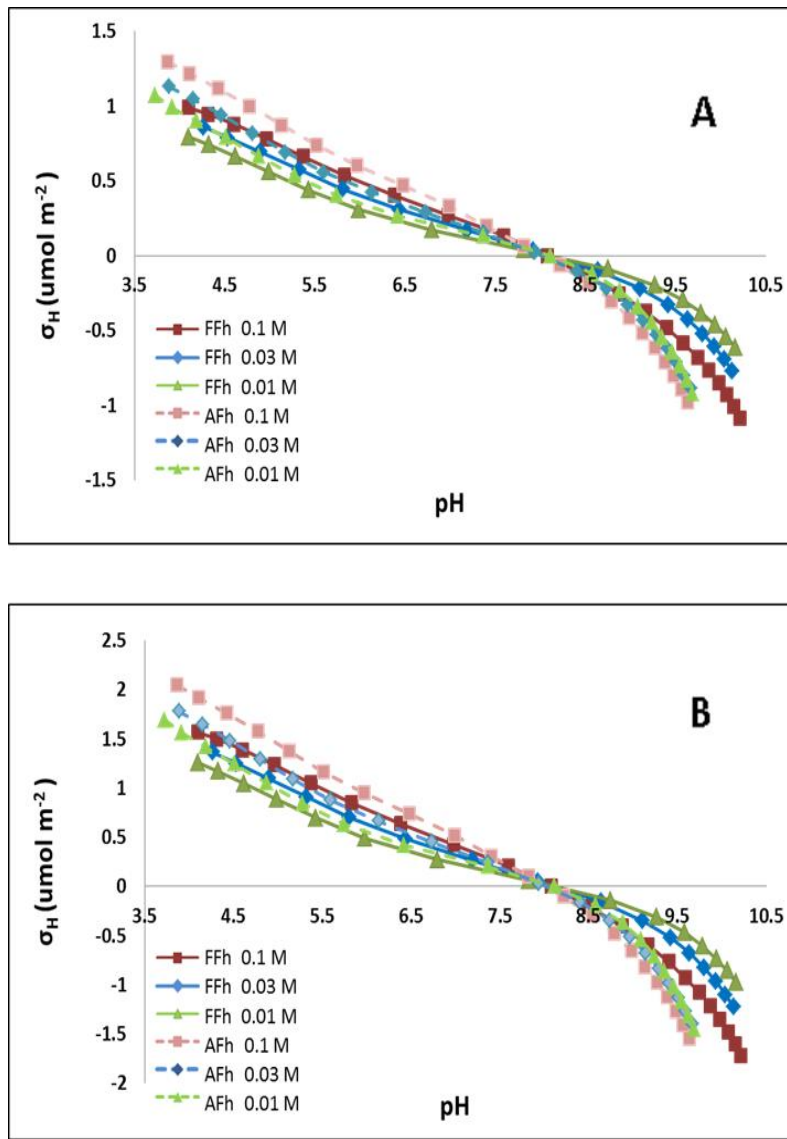 1.5
A
1
0.5
0
3.5 4.5 5.5 6.5 7.5 8.5 9.5 10.5
σH (umol m-2)
-0.5
-1
-1.5
FFh 0.1 M
FFh 0.03 M
FFh 0.01 M
AFh 0.1 M
AFh 0.03 M
AFh 0.01 M
pH
2.5
2
B
1.5
1
0.5
0
3.5 4.5 5.5 6.5 7.5 8.5 9.5 10.5
σH (umol m-2)
-0.5
-1
-1.5
-2
FFh 0.1 M
FFh 0.03 M
FFh 0.01 M
AFh 0.1 M
AFh 0.03 M
AFh 0.01 M
pH